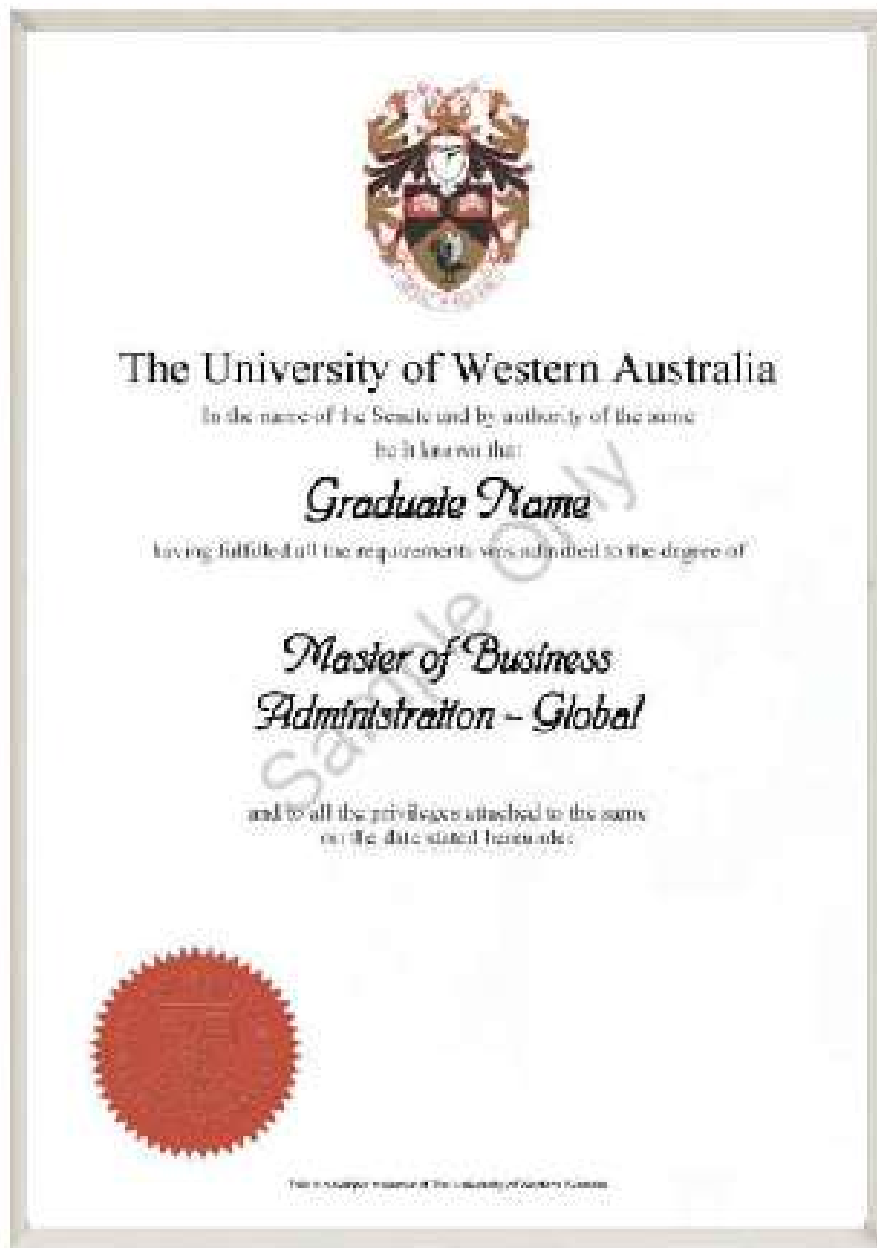 The University of Western Australia
In the name of the Senate and by authority of the same
be it known that
Graduate Name
having fulfilled all the requirements was admitted to the degree of
Master of Business
Administration - Global
and to all the privileges attached to the same
on the date stated hereunder
Sample Only